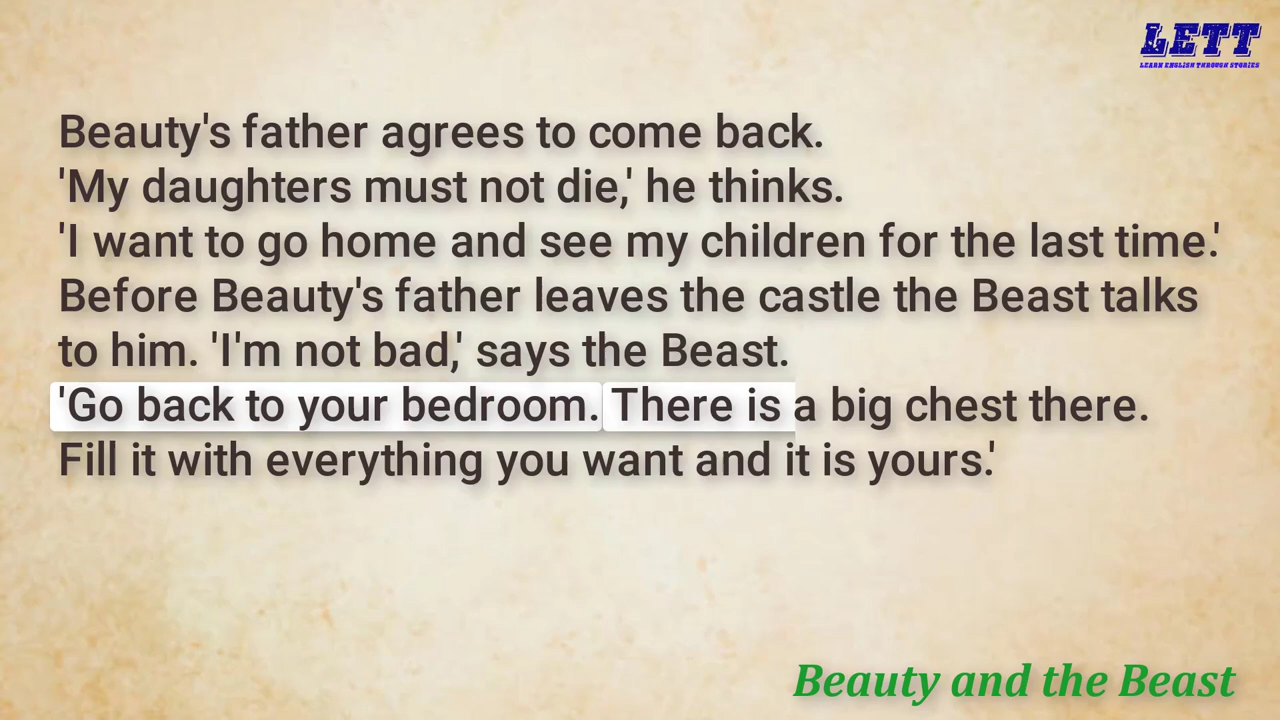 LETT
LEARN ENGLISH THROUGH STORIES
Beauty's father agrees to come back.
'My daughters must not die,' he thinks.
'I want to go home and see my children for the last time.'
Before Beauty's father leaves the castle the Beast talks
to him. 'I'm not bad,' says the Beast.
'Go back to your bedroom. There is a big chest there.
Fill it with everything you want and it is yours.'
Beauty and the Beast